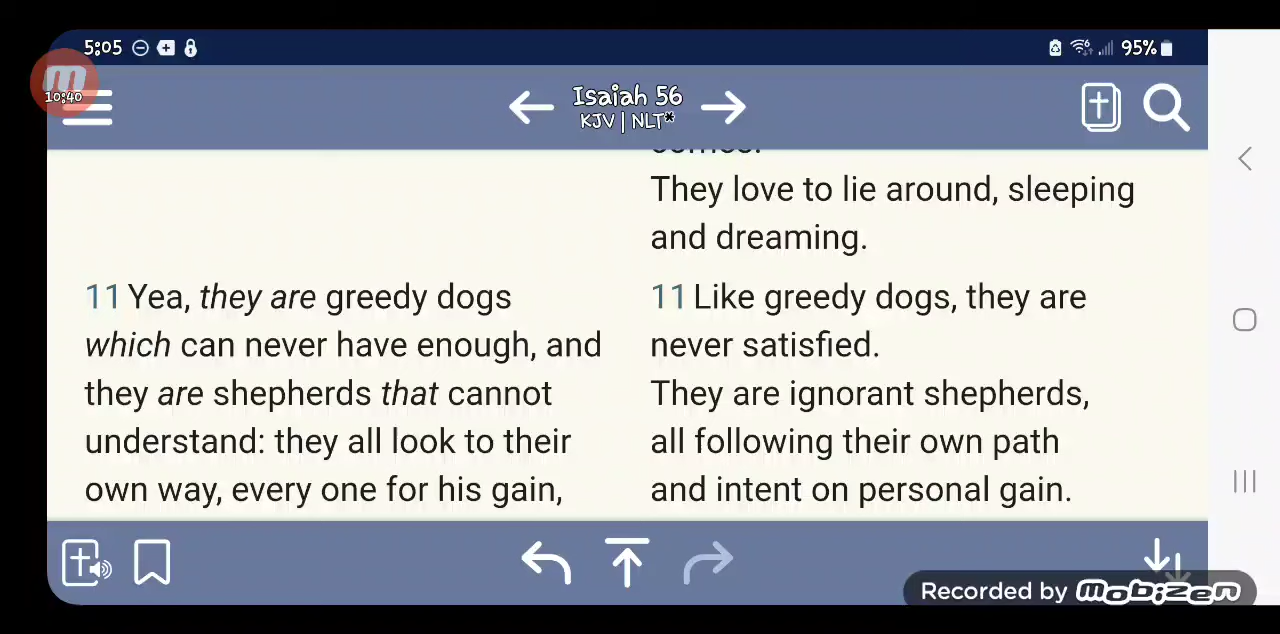 5:05
95%
10:40
Isaiah 56
KJV | NLT*
They love to lie around, sleeping
and dreaming.
11 Yea, they are greedy dogs
which can never have enough, and
they are shepherds that cannot
understand: they all look to their
own way, every one for his gain,
11 Like greedy dogs, they are
never satisfied.
They are ignorant shepherds,
all following their own path
and intent on personal gain.
Recorded by mobizen